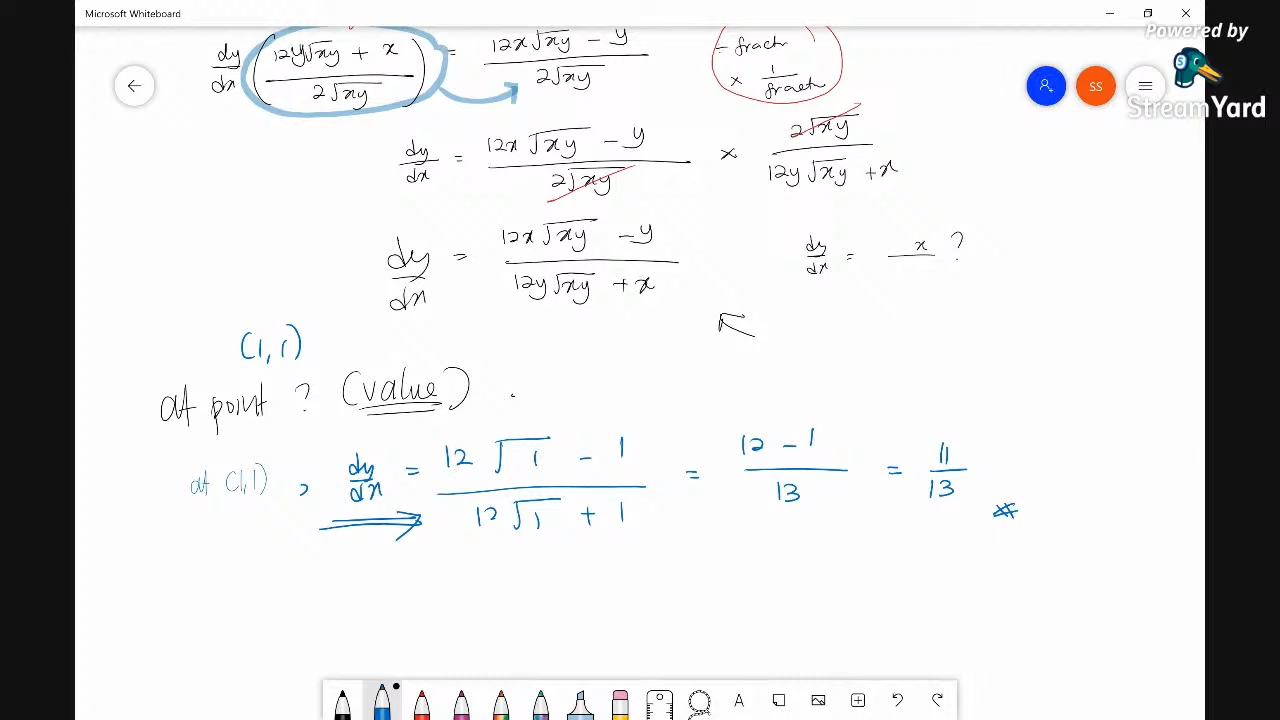 Microsoft Whiteboard
Powered by
StreamYard
SS
dy/dx ( (12y√xy + x) / (2√xy) ) = (12x√xy − y) / (2√xy)
÷ fractn
× 1/fractn
dy/dx = (12x√xy − y) / (2√xy) × (2√xy) / (12y√xy + x)
dy/dx = (12x√xy − y) / (12y√xy + x)
dy/dx = x ?
(1,1)
at point ? (value)
at (1,1) , dy/dx = (12√1 − 1) / (12√1 + 1) = (12 − 1) / 13 = 11/13
A